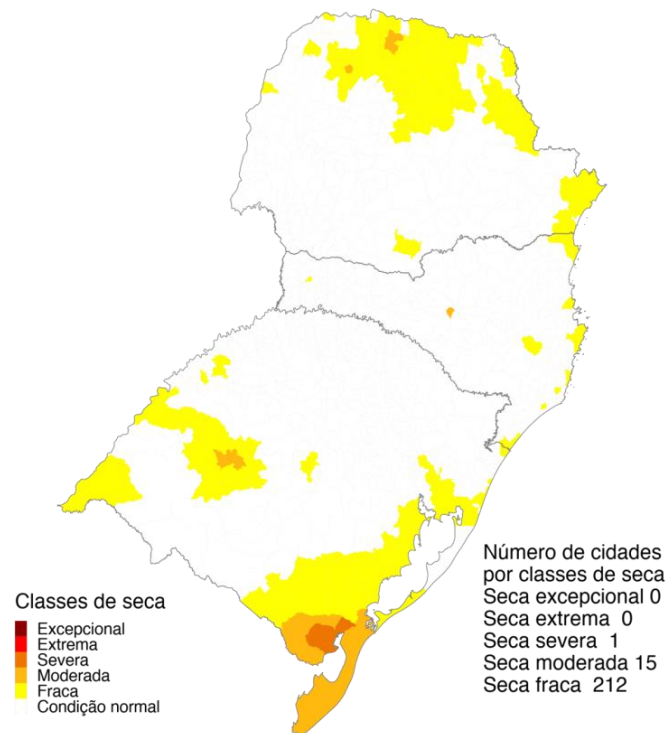 Classes de seca
Excepcional
Extrema
Severa
Moderada
Fraca
Condição normal
Número de cidades
por classes de seca
Seca excepcional 0
Seca extrema 0
Seca severa 1
Seca moderada 15
Seca fraca 212